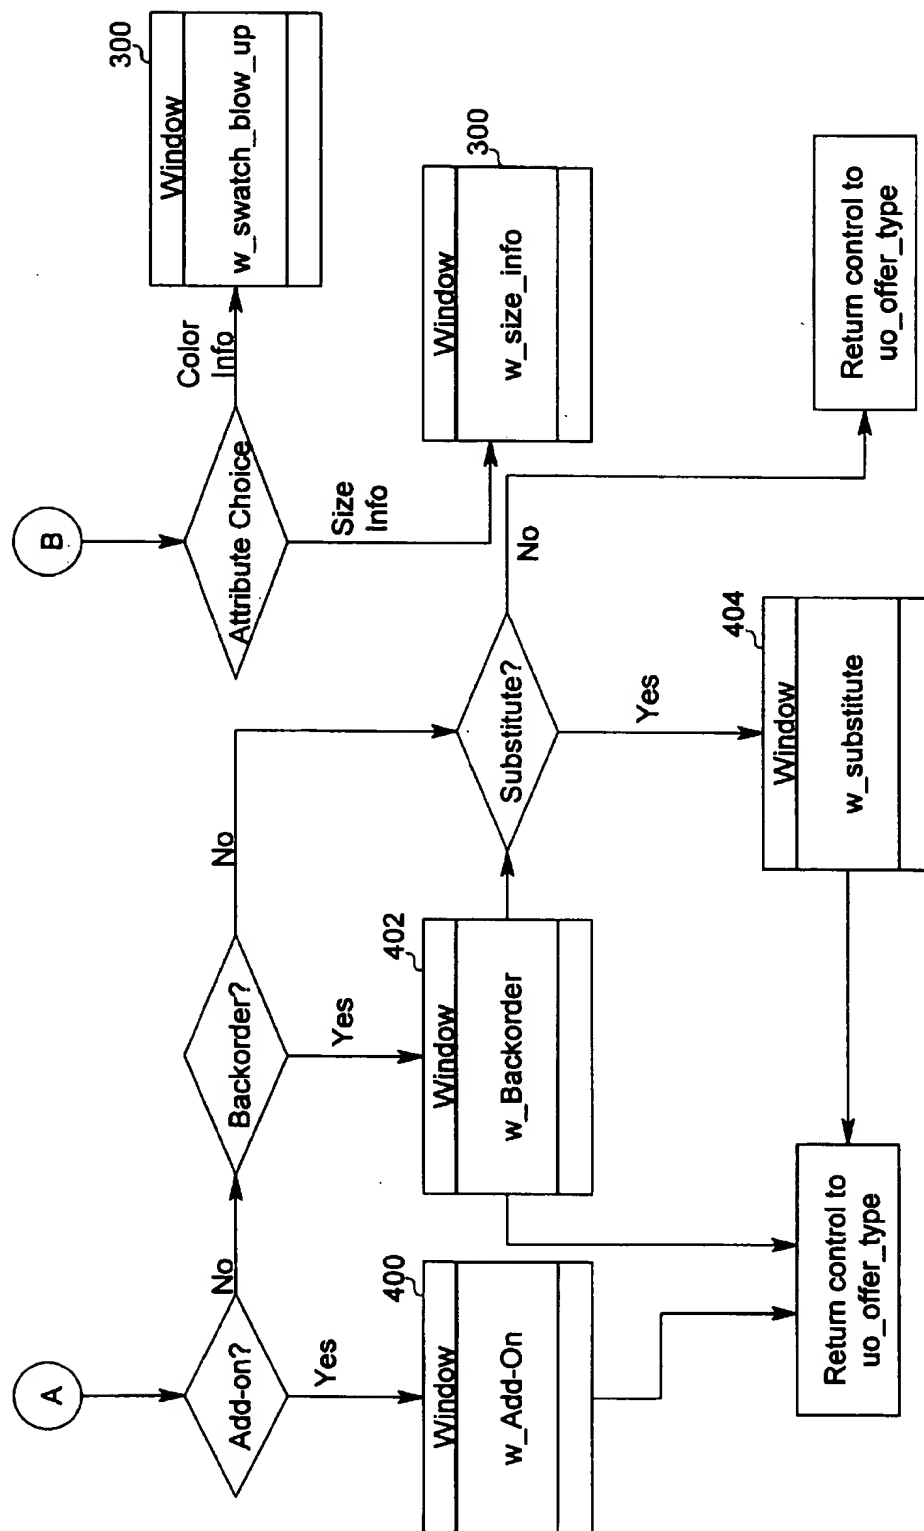 A
Add-on?
No
Yes
400
Window
w_Add-On
Backorder?
No
Yes
402
Window
w_Backorder
Substitute?
No
Yes
404
Window
w_substitute
Return control to
uo_offer_type
Return control to
uo_offer_type
B
Attribute Choice
Color
Info
300
Window
w_swatch_blow_up
Size
Info
300
Window
w_size_info